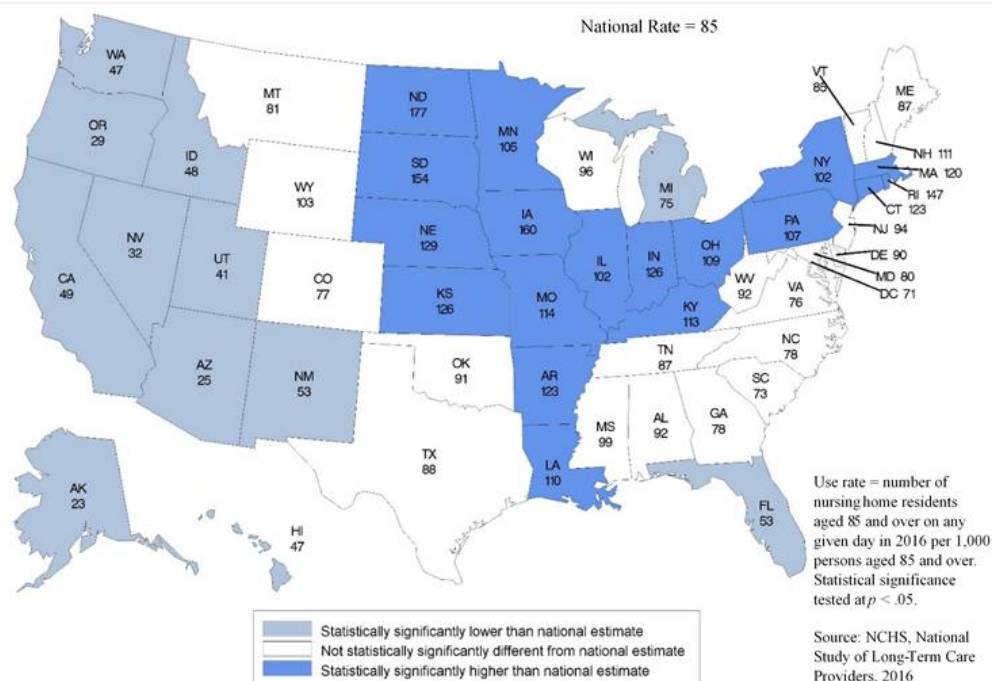 National Rate = 85
WA
47
OR
29
ID
48
MT
81
WY
103
NV
32
UT
41
CA
49
AZ
25
NM
53
CO
77
ND
177
SD
154
NE
129
KS
126
OK
91
TX
88
MN
105
IA
160
MO
114
AR
123
LA
110
WI
96
IL
102
MI
75
IN
126
OH
109
KY
113
TN
87
MS
99
AL
92
GA
78
FL
53
SC
73
NC
78
VA
76
WV
92
PA
107
NY
102
VT
85
ME
87
NH 111
MA 120
RI 147
CT 123
NJ 94
DE 90
MD 80
DC 71
AK
23
HI
47
Use rate = number of
nursing home residents
aged 85 and over on any
given day in 2016 per 1,000
persons aged 85 and over.
Statistical significance
tested at p < .05.
Source: NCHS, National
Study of Long-Term Care
Providers, 2016
Statistically significantly lower than national estimate
Not statistically significantly different from national estimate
Statistically significantly higher than national estimate